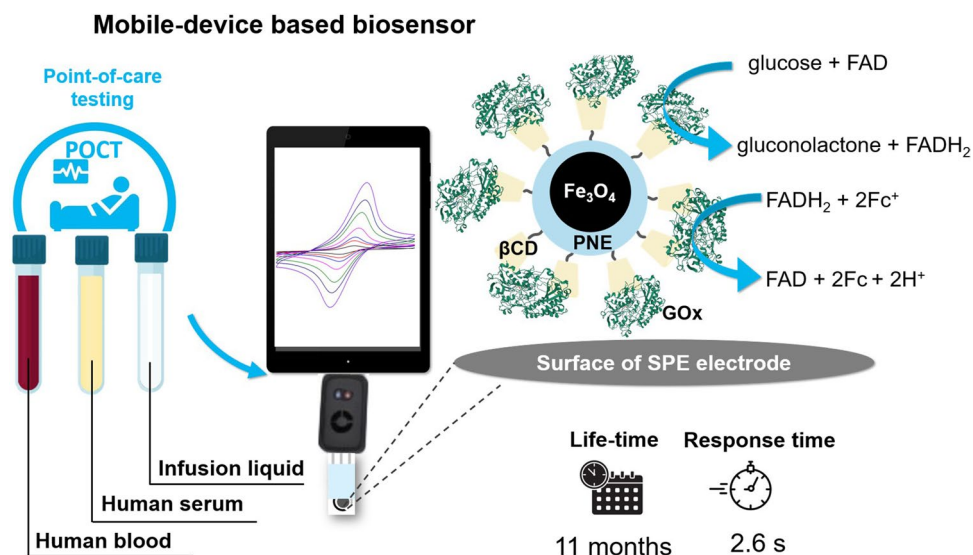 Mobile-device based biosensor
Point-of-care
testing
POCT
glucose + FAD
gluconolactone + FADH₂
FADH₂ + 2Fc⁺
FAD + 2Fc + 2H⁺
Fe₃O₄
PNE
βCD
GOx
Surface of SPE electrode
Infusion liquid
Human serum
Human blood
Life-time
Response time
11 months
2.6 s